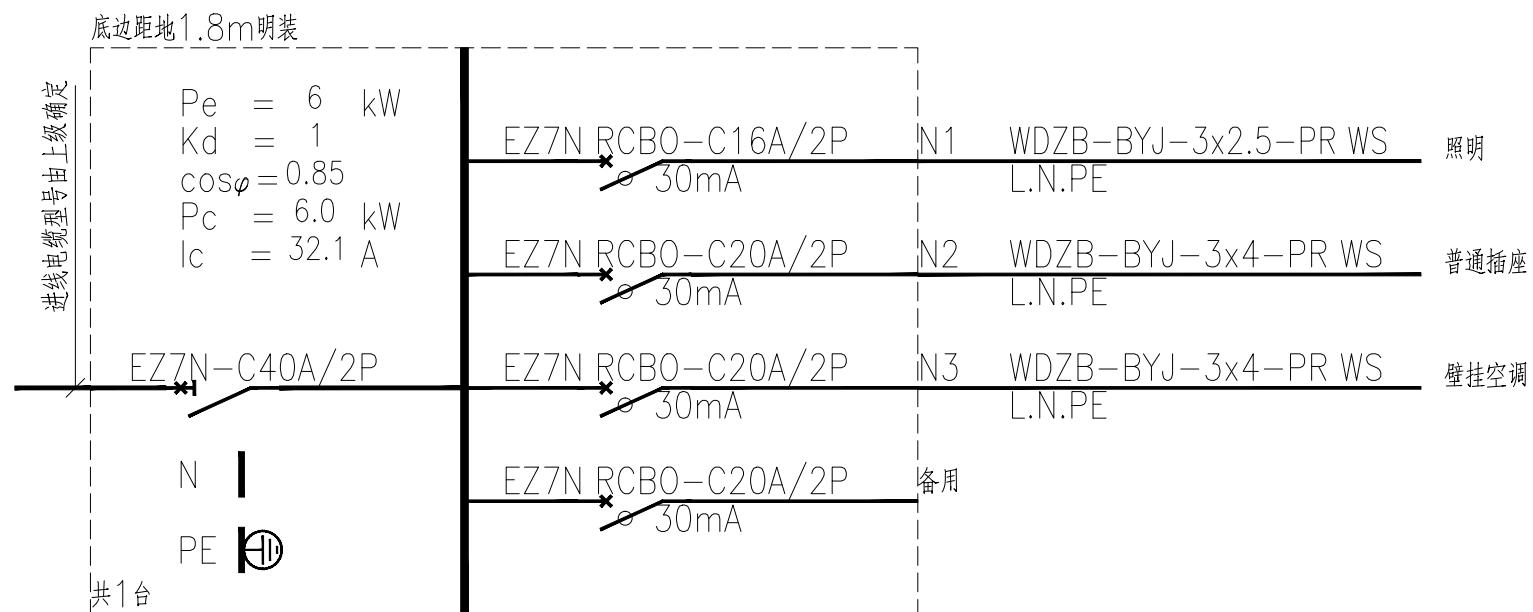 底边距地1.8m明装
进线电缆型号由上级确定
Pe = 6 kW
Kd = 1
cosφ = 0.85
Pc = 6.0 kW
Ic = 32.1 A
EZ7N-C40A/2P
N
PE
共1台
EZ7N RCBO-C16A/2P N1 WDZB-BYJ-3x2.5-PR WS 照明
30mA L.N.PE
EZ7N RCBO-C20A/2P N2 WDZB-BYJ-3x4-PR WS 普通插座
30mA L.N.PE
EZ7N RCBO-C20A/2P N3 WDZB-BYJ-3x4-PR WS 壁挂空调
30mA L.N.PE
EZ7N RCBO-C20A/2P 备用
30mA